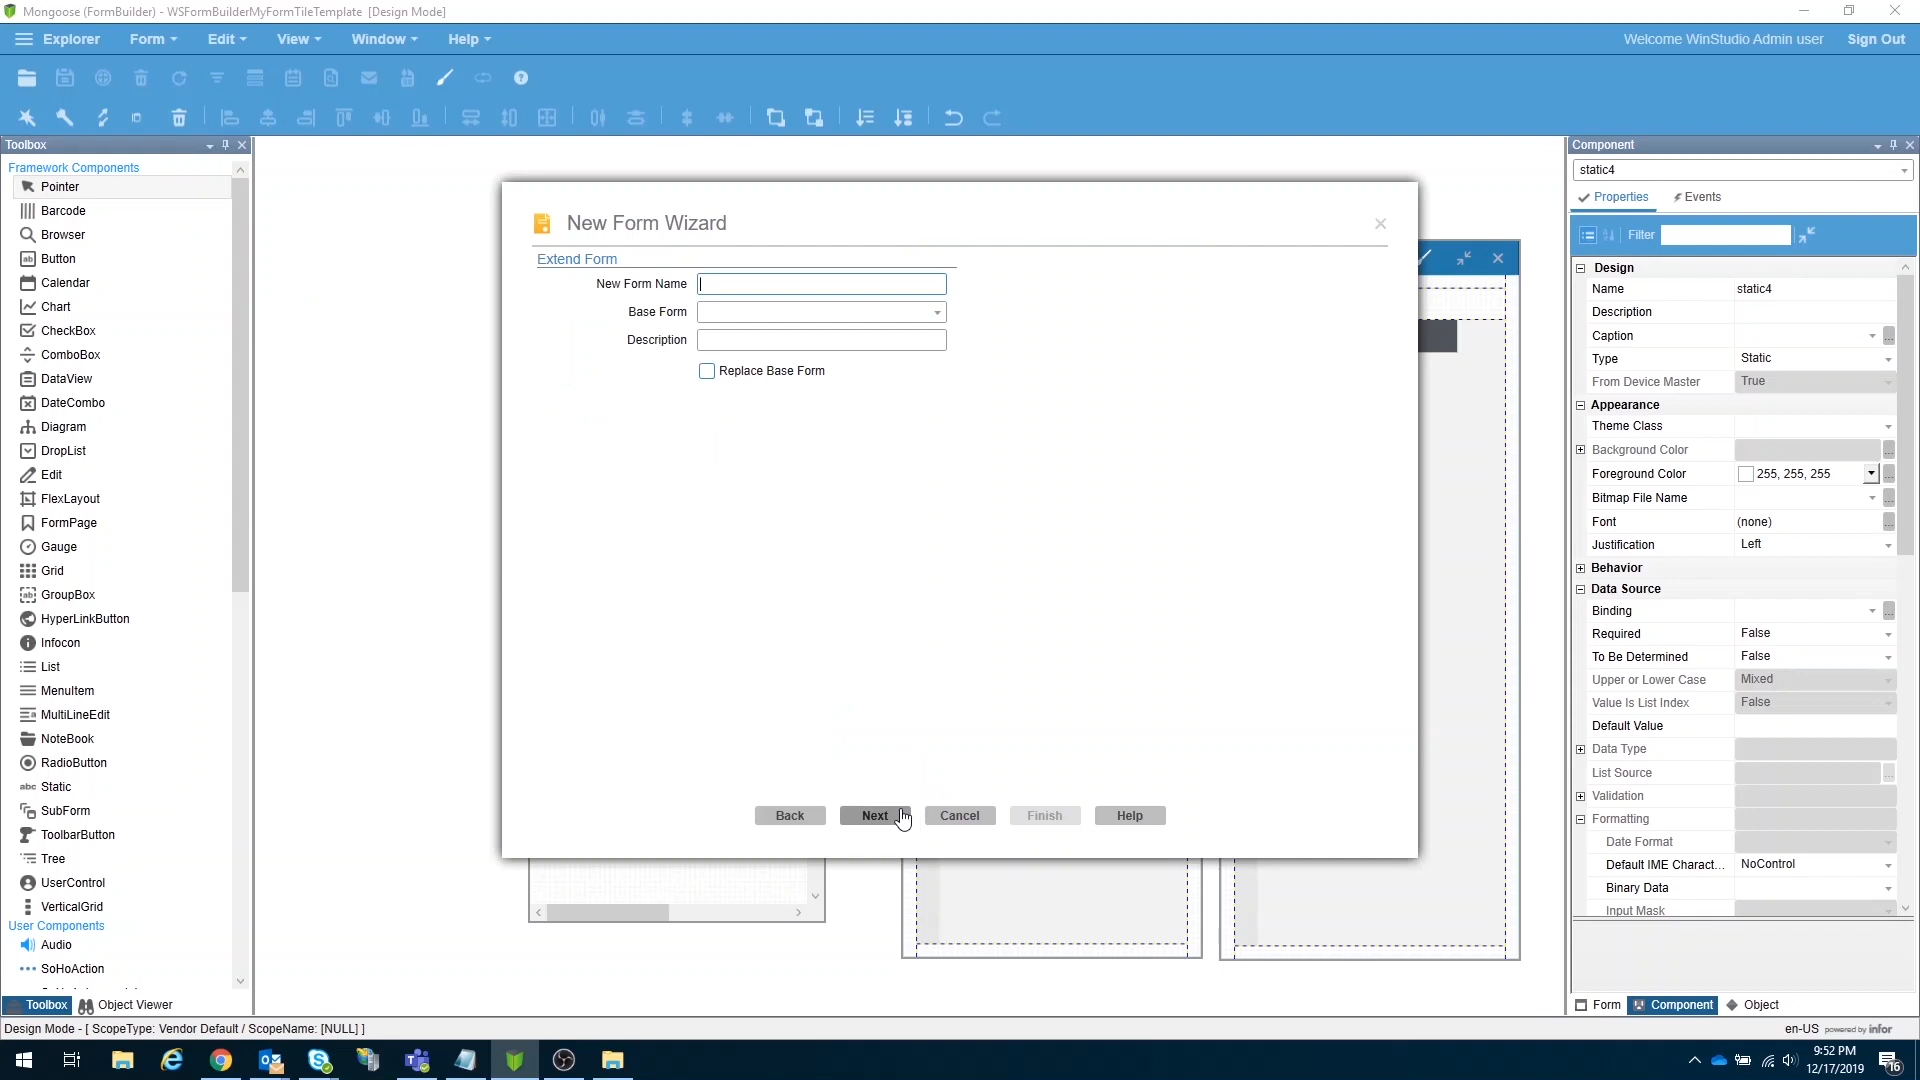 Mongoose (FormBuilder) - WSFormBuilderMyFormTileTemplate [Design Mode]
Explorer Form Edit View Window Help Welcome WinStudio Admin user Sign Out
Toolbox
Framework Components
Pointer
Barcode
Browser
Button
Calendar
Chart
CheckBox
ComboBox
DataView
DateCombo
Diagram
DropList
Edit
FlexLayout
FormPage
Gauge
Grid
GroupBox
HyperLinkButton
Infocon
List
MenuItem
MultiLineEdit
NoteBook
RadioButton
Static
SubForm
ToolbarButton
Tree
UserControl
VerticalGrid
User Components
Audio
SoHoAction
Toolbox Object Viewer
New Form Wizard
Extend Form
New Form Name
Base Form
Description
Replace Base Form
Back Next Cancel Finish Help
Component
static4
Properties Events
Filter
Design
Name static4
Description
Caption
Type Static
From Device Master True
Appearance
Theme Class
Background Color
Foreground Color 255, 255, 255
Bitmap File Name
Font (none)
Justification Left
Behavior
Data Source
Binding
Required False
To Be Determined False
Upper or Lower Case Mixed
Value Is List Index False
Default Value
Data Type
List Source
Validation
Formatting
Date Format
Default IME Charact... NoControl
Binary Data
Input Mask
Form Component Object
Design Mode - [ ScopeType: Vendor Default / ScopeName: [NULL] ]
en-US powered by infor
9:52 PM
12/17/2019
16